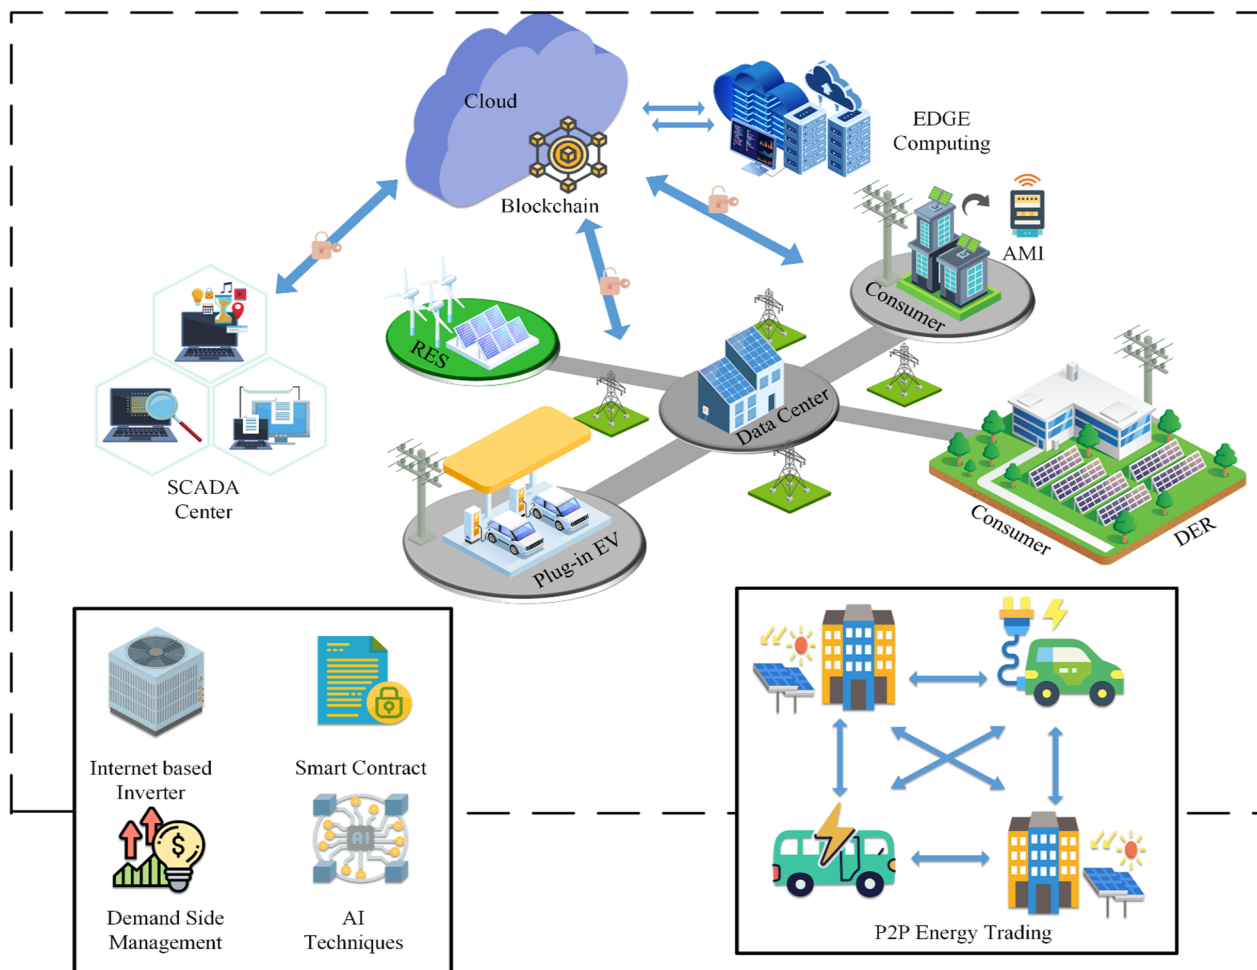 Cloud
Blockchain
EDGE
Computing
AMI
Consumer
RES
Data Center
SCADA
Center
Plug-in EV
Consumer
DER
Internet based
Inverter
Smart Contract
Demand Side
Management
AI
AI
Techniques
P2P Energy Trading